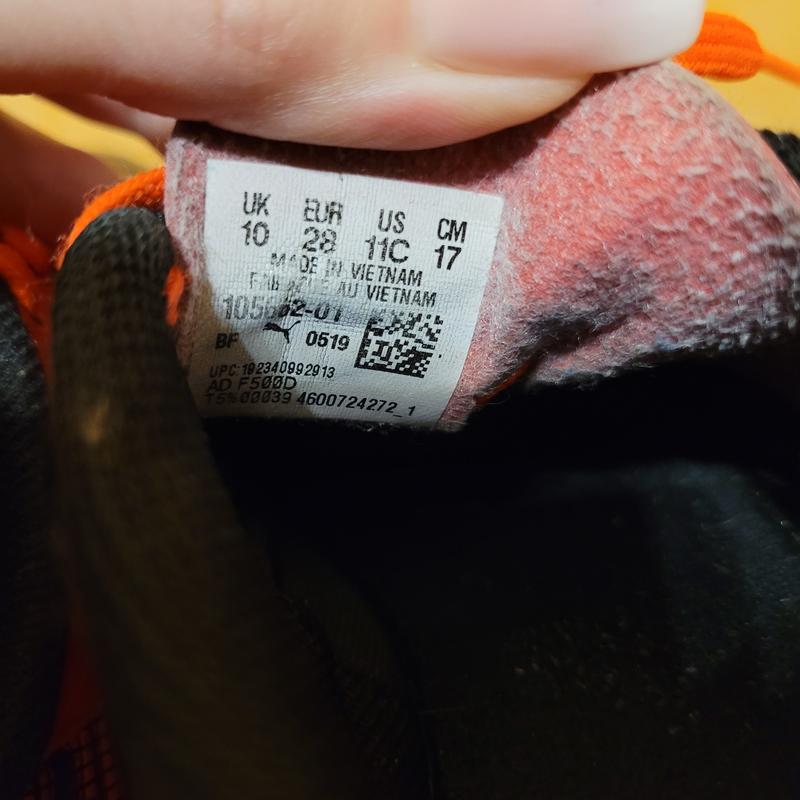 UK EUR US CM
10 28 11C 17
MADE IN VIETNAM
AU VIETNAM
BF 0519
UPC:192340992913
AD F500D
4600724272_1